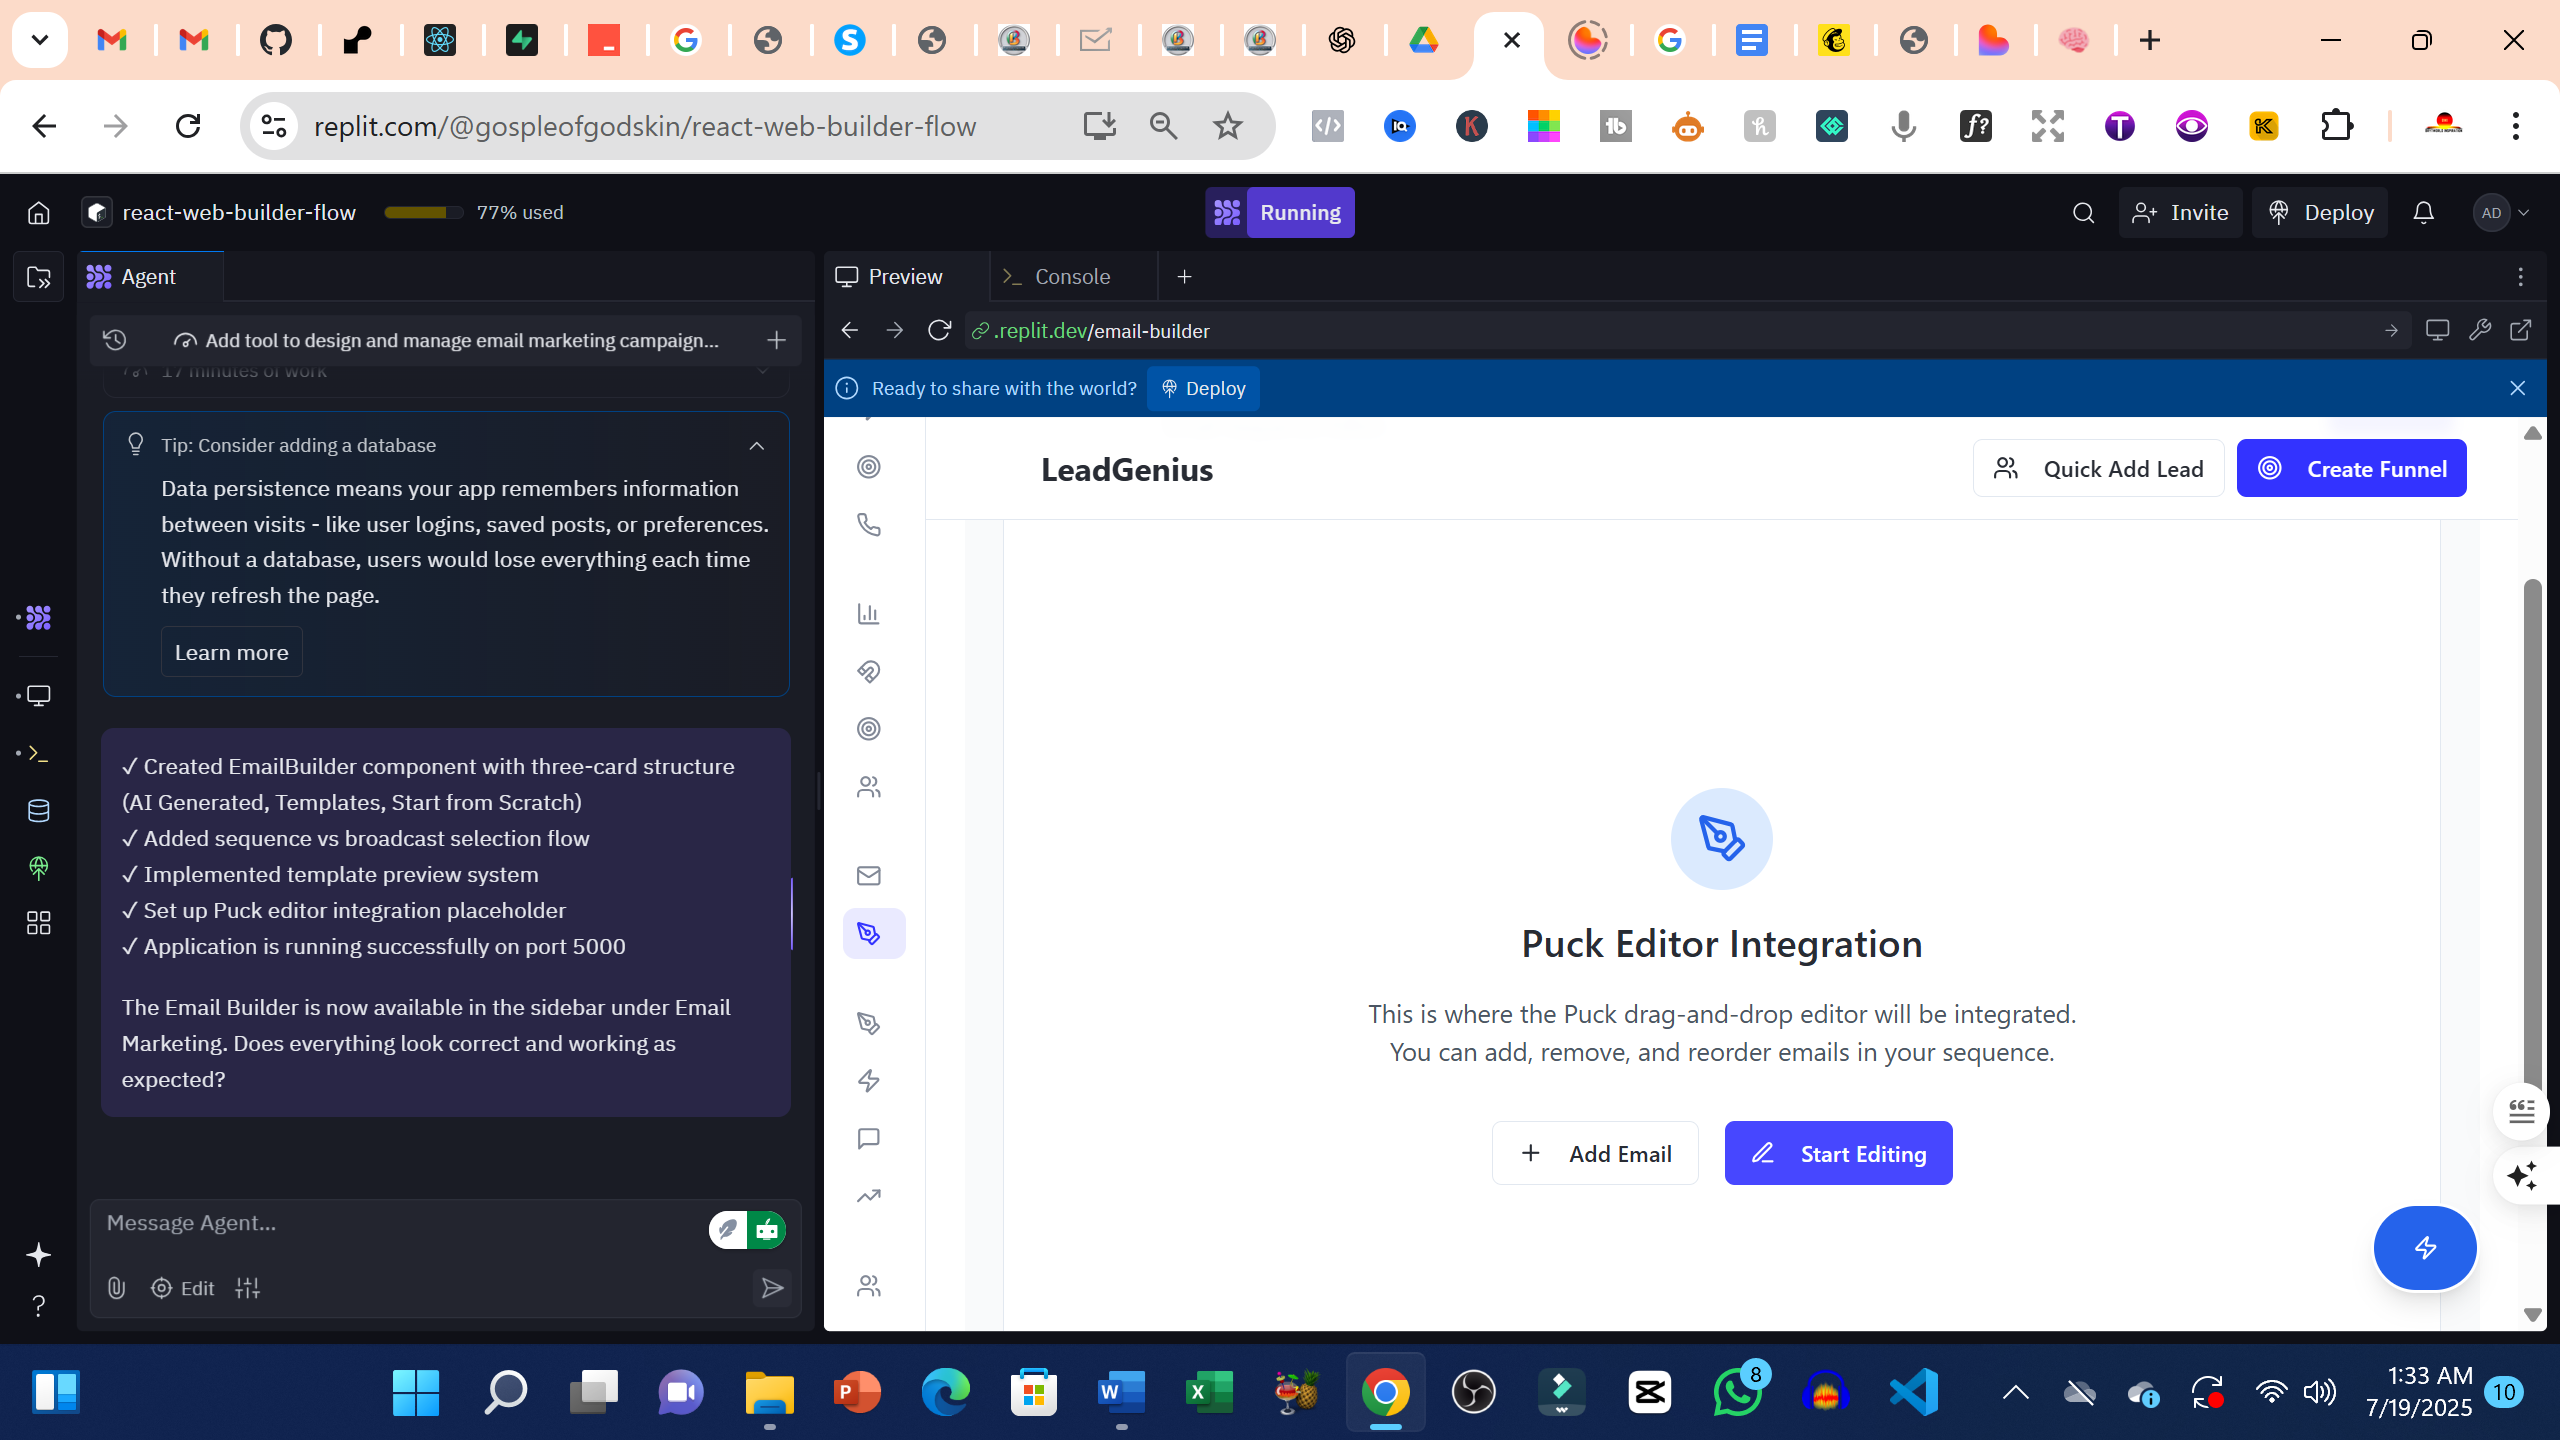 replit.com/@gospleofgodskin/react-web-builder-flow
react-web-builder-flow
77% used
Running
Invite
Deploy
AD
Agent
Preview
Console
Add tool to design and manage email marketing campaign...
.replit.dev/email-builder
17 minutes of work
Ready to share with the world?
Deploy
Tip: Consider adding a database
Data persistence means your app remembers information
between visits - like user logins, saved posts, or preferences.
Without a database, users would lose everything each time
they refresh the page.
Learn more
✓ Created EmailBuilder component with three-card structure
(AI Generated, Templates, Start from Scratch)
✓ Added sequence vs broadcast selection flow
✓ Implemented template preview system
✓ Set up Puck editor integration placeholder
✓ Application is running successfully on port 5000
The Email Builder is now available in the sidebar under Email
Marketing. Does everything look correct and working as
expected?
Message Agent...
Edit
LeadGenius
Quick Add Lead
Create Funnel
Puck Editor Integration
This is where the Puck drag-and-drop editor will be integrated.
You can add, remove, and reorder emails in your sequence.
Add Email
Start Editing
8
1:33 AM
7/19/2025
10